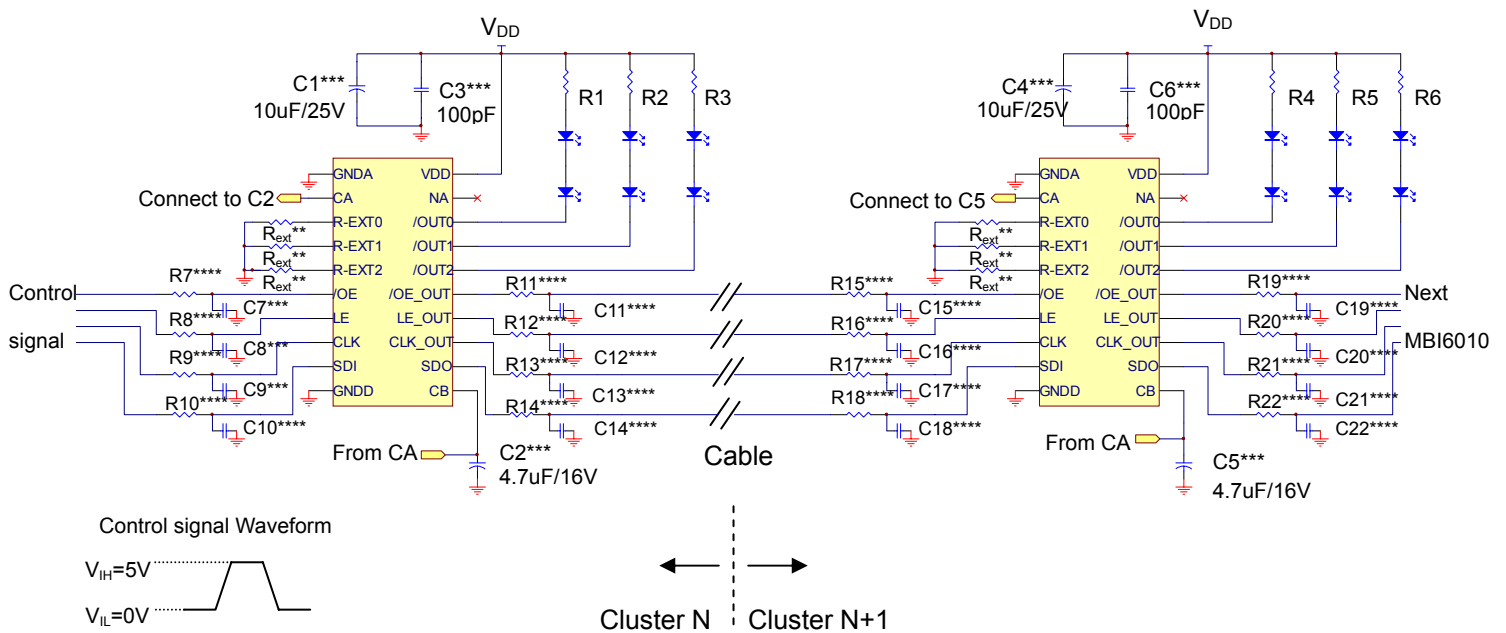 VDD
C1***
10uF/25V
C3***
100pF
R1
R2
R3
GNDA
CA
R-EXT0
R-EXT1
R-EXT2
/OE
LE
CLK
SDI
GNDD
VDD
NA
/OUT0
/OUT1
/OUT2
/OE_OUT
LE_OUT
CLK_OUT
SDO
CB
Connect to C2
Rext**
Rext**
Rext**
Control
signal
R7****
C7***
R8****
C8***
R9****
C9***
R10****
C10****
R11****
C11****
R12****
C12****
R13****
C13****
R14****
C14****
From CA
C2***
4.7uF/16V
Cable
VDD
C4***
10uF/25V
C6***
100pF
R4
R5
R6
GNDA
CA
R-EXT0
R-EXT1
R-EXT2
/OE
LE
CLK
SDI
GNDD
VDD
NA
/OUT0
/OUT1
/OUT2
/OE_OUT
LE_OUT
CLK_OUT
SDO
CB
Connect to C5
Rext**
Rext**
Rext**
R15****
C15****
R16****
C16****
R17****
C17****
R18****
C18****
R19****
C19****
R20****
C20****
R21****
C21****
R22****
C22****
Next
MBI6010
From CA
C5***
4.7uF/16V
Control signal Waveform
VIH=5V
VIL=0V
Cluster N
Cluster N+1